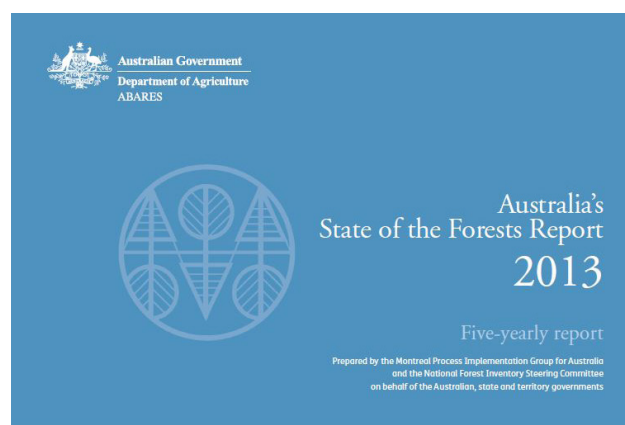 Australian Government
Department of Agriculture
ABARES
Australia's
State of the Forests Report
2013
Five-yearly report
Prepared by the Montreal Process Implementation Group for Australia
and the National Forest Inventory Steering Committee
on behalf of the Australian, state and territory governments